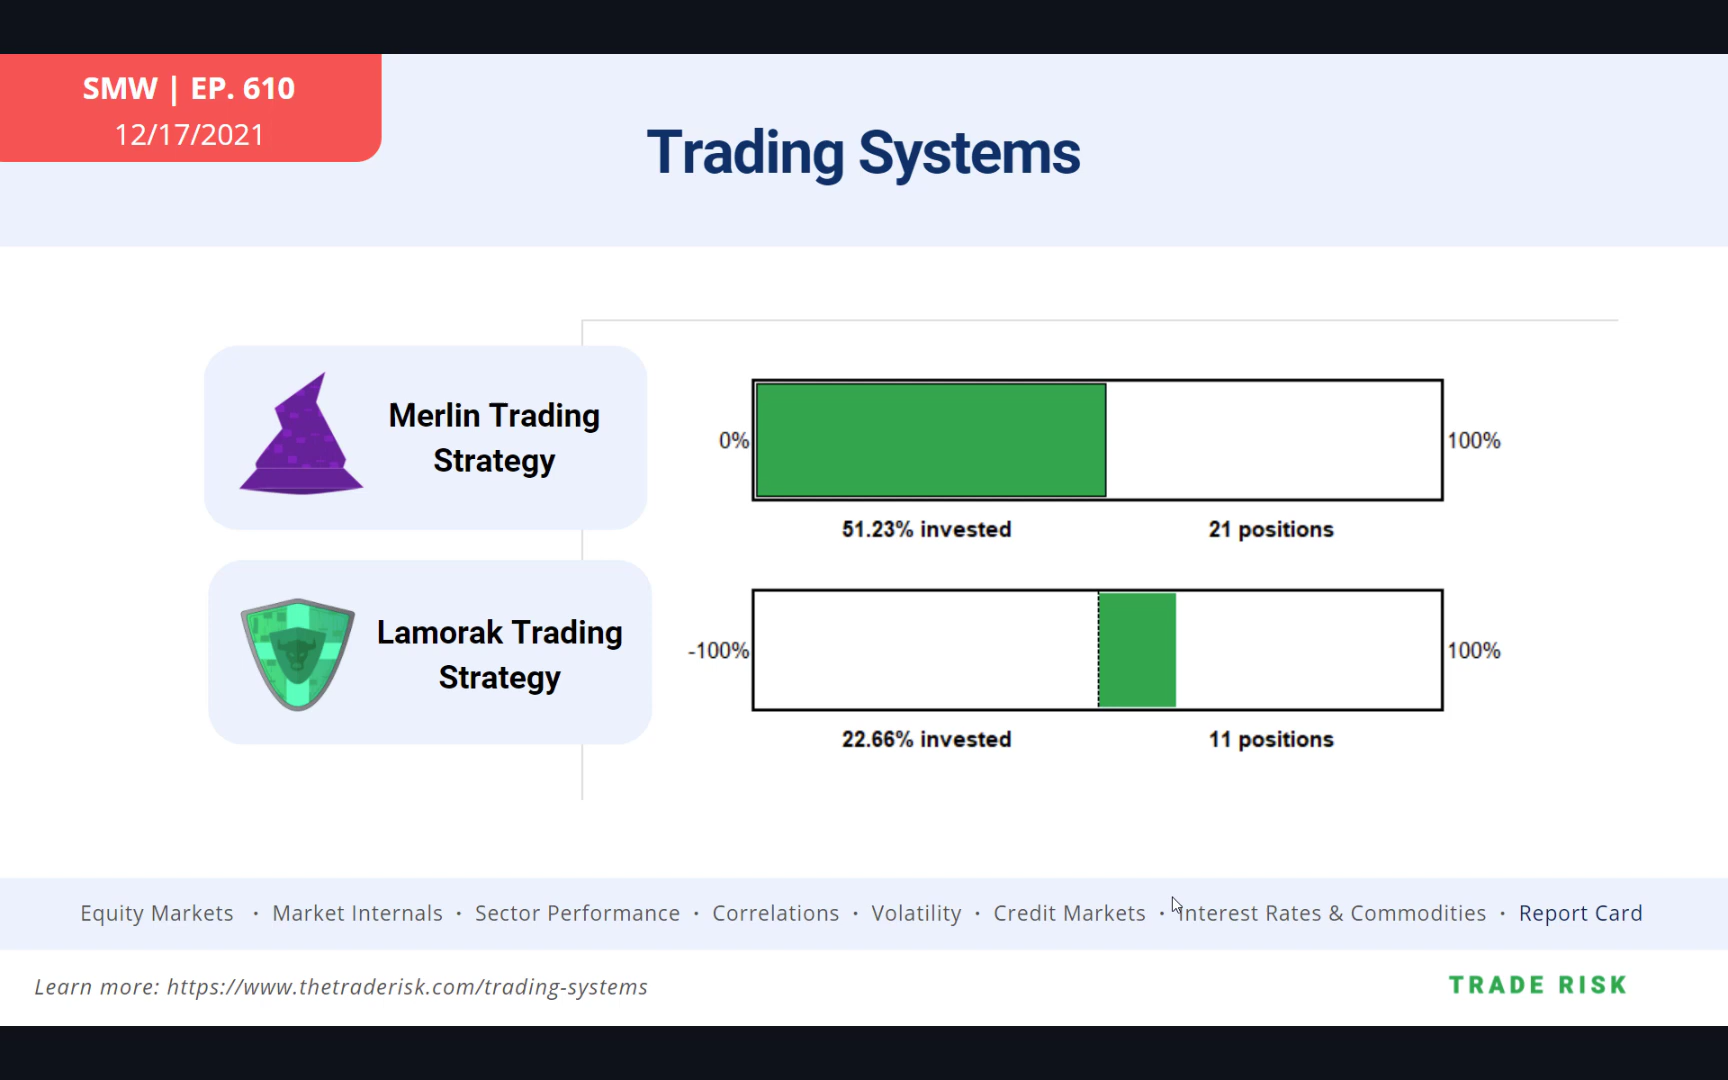 SMW | EP. 610
12/17/2021
Trading Systems
Merlin Trading
Strategy
0%
100%
51.23% invested
21 positions
Lamorak Trading
Strategy
-100%
100%
22.66% invested
11 positions
Equity Markets · Market Internals · Sector Performance · Correlations · Volatility · Credit Markets · Interest Rates & Commodities · Report Card
Learn more: https://www.thetraderisk.com/trading-systems
TRADE RISK